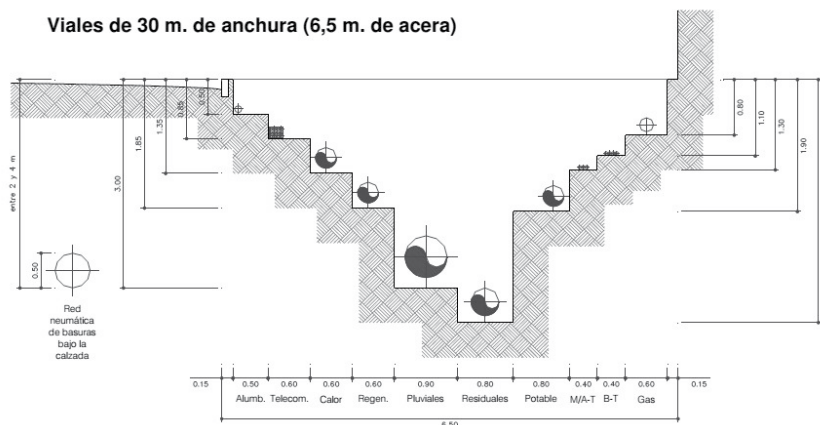 Viales de 30 m. de anchura (6,5 m. de acera)
0.50
0.85
1.35
1.85
3.00
entre 2 y 4 m
0.50
0.80
1.10
1.30
1.90
Red
neumática
de basuras
bajo la
calzada
0.15 0.50 0.60 0.60 0.60 0.90 0.80 0.80 0.40 0.40 0.60 0.15
Alumb. Telecom. Calor Regen. Pluviales Residuales Potable M/A-T B-T Gas
6.50